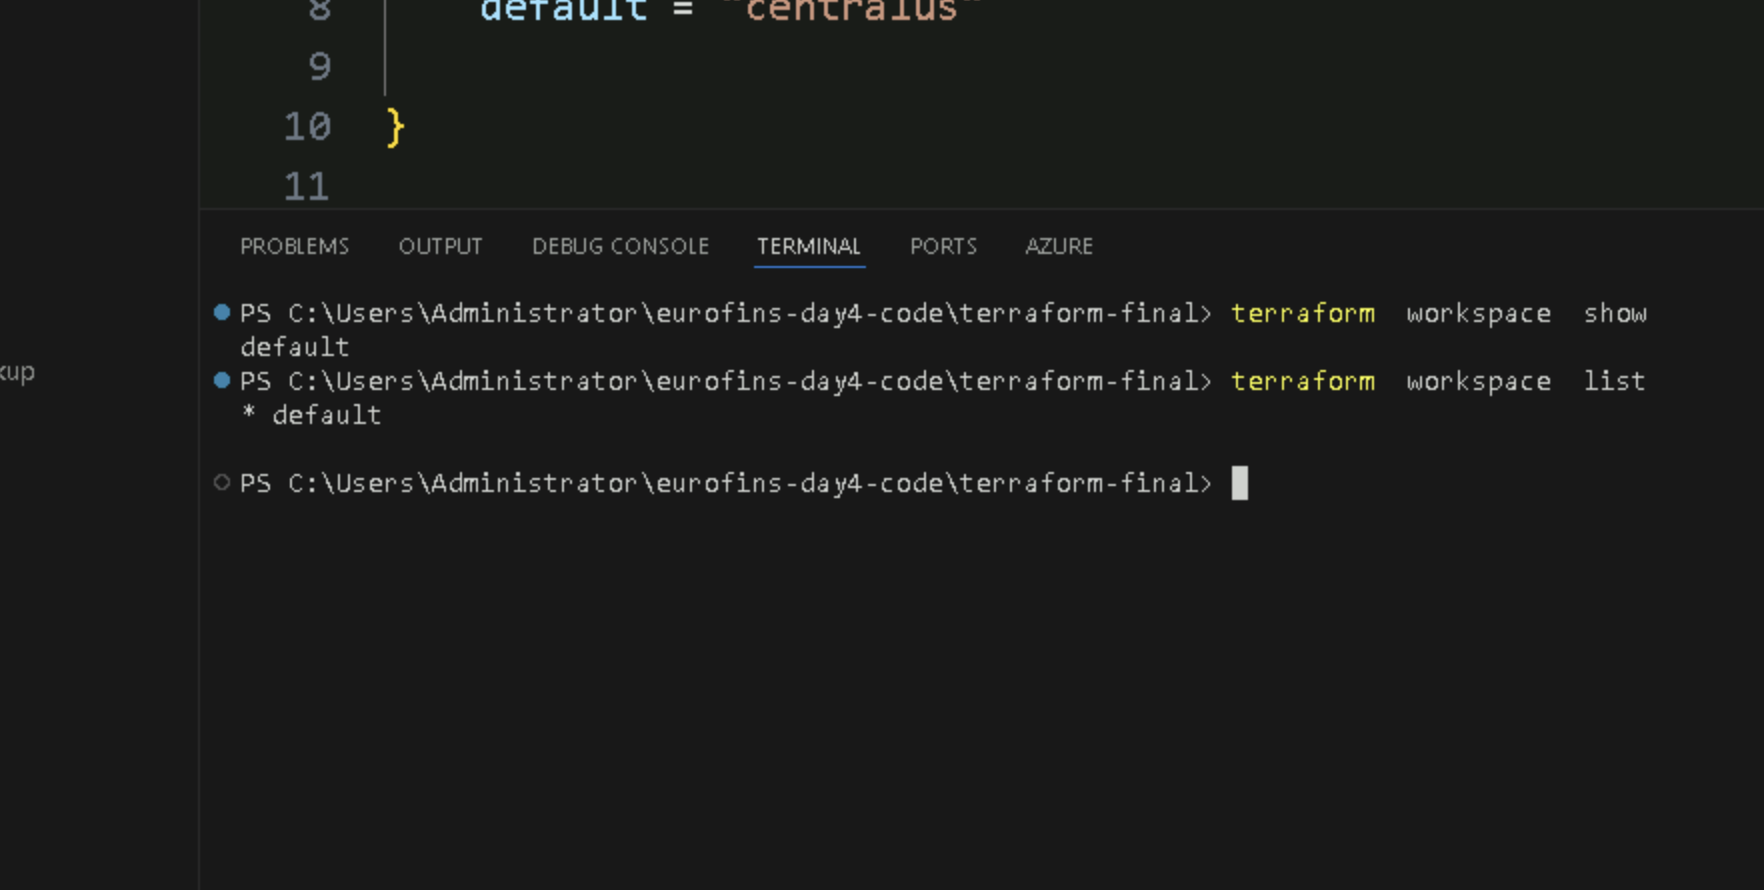 8 default = "centralus"
9
10 }
11
PROBLEMS OUTPUT DEBUG CONSOLE TERMINAL PORTS AZURE
PS C:\Users\Administrator\eurofins-day4-code\terraform-final> terraform workspace show
default
kup
PS C:\Users\Administrator\eurofins-day4-code\terraform-final> terraform workspace list
* default
PS C:\Users\Administrator\eurofins-day4-code\terraform-final>